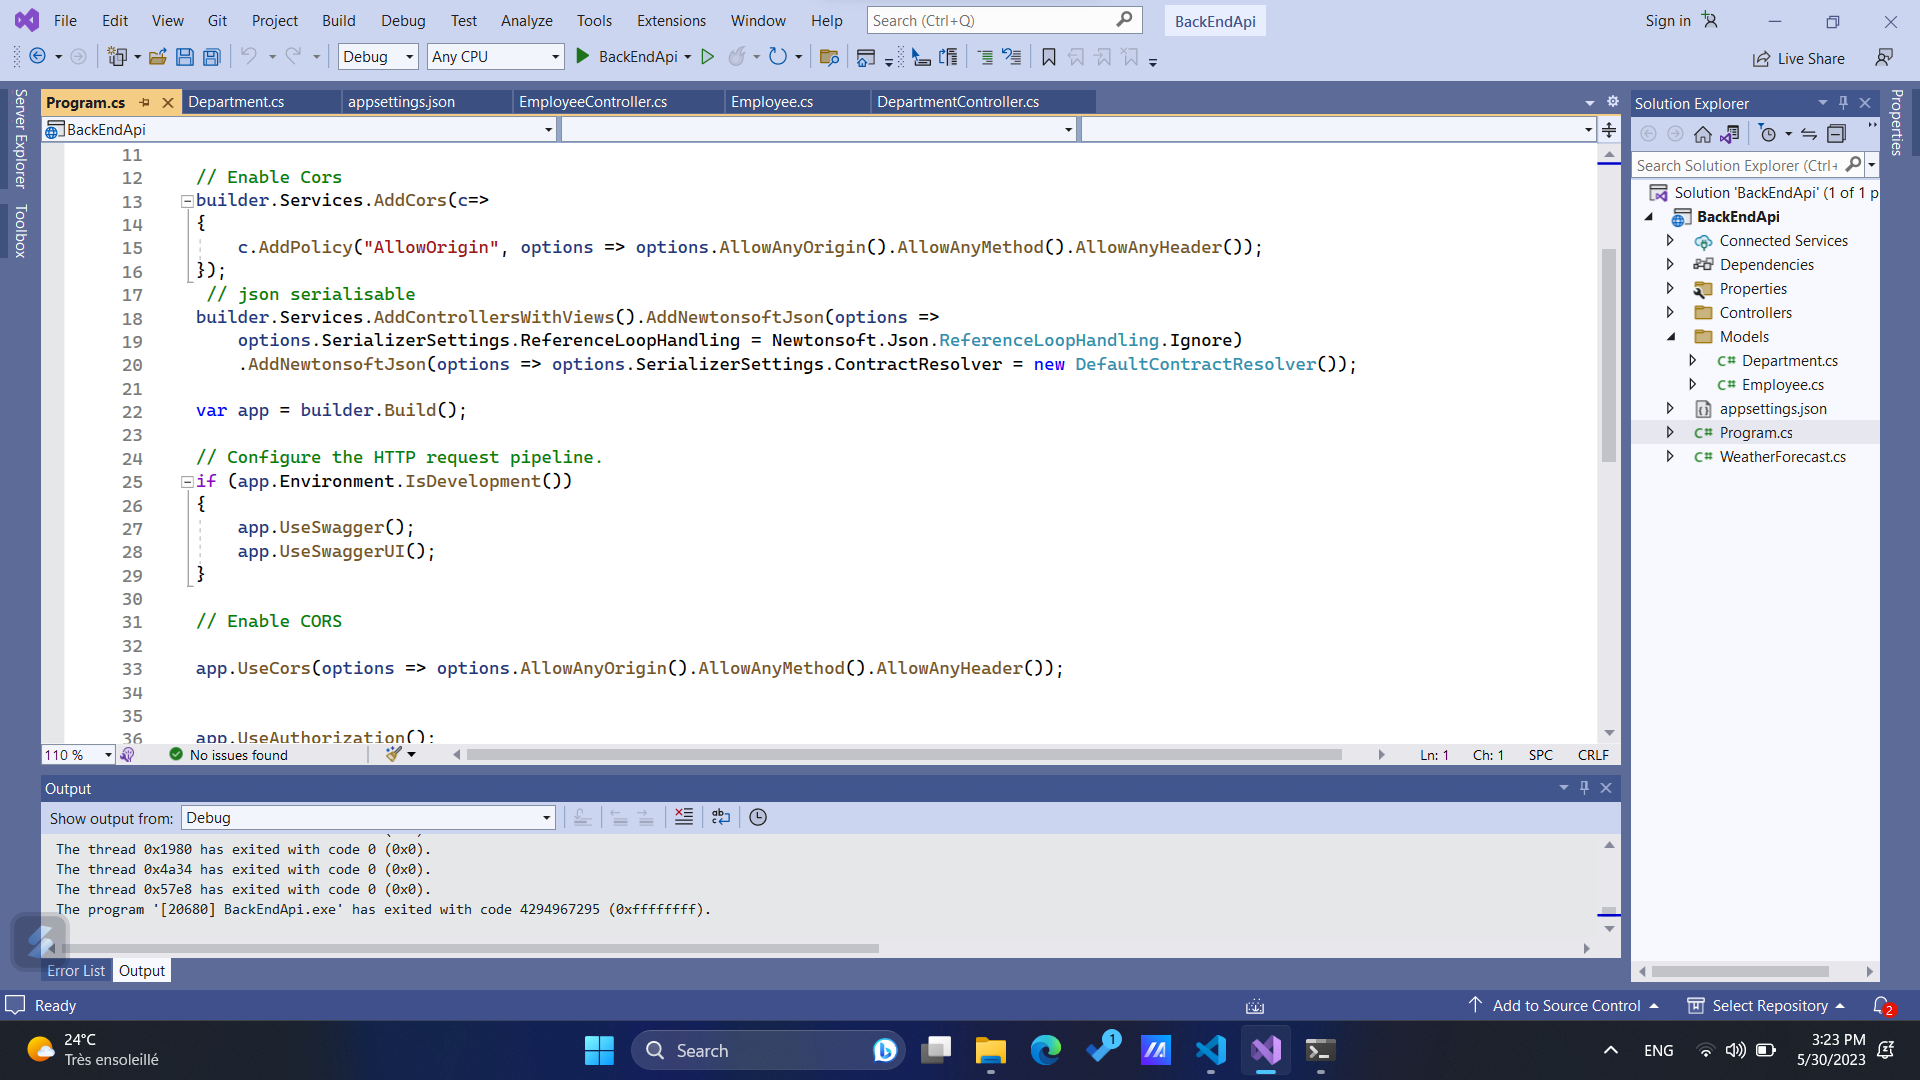 File Edit View Git Project Build Debug Test Analyze Tools Extensions Window Help Search (Ctrl+Q) BackEndApi Sign in
Debug Any CPU BackEndApi Live Share
Server Explorer
Toolbox
Program.cs Department.cs appsettings.json EmployeeController.cs Employee.cs DepartmentController.cs
BackEndApi
11
12 // Enable Cors
13 builder.Services.AddCors(c=>
14 {
15 c.AddPolicy("AllowOrigin", options => options.AllowAnyOrigin().AllowAnyMethod().AllowAnyHeader());
16 });
17 // json serialisable
18 builder.Services.AddControllersWithViews().AddNewtonsoftJson(options =>
19 options.SerializerSettings.ReferenceLoopHandling = Newtonsoft.Json.ReferenceLoopHandling.Ignore)
20 .AddNewtonsoftJson(options => options.SerializerSettings.ContractResolver = new DefaultContractResolver());
21
22 var app = builder.Build();
23
24 // Configure the HTTP request pipeline.
25 if (app.Environment.IsDevelopment())
26 {
27 app.UseSwagger();
28 app.UseSwaggerUI();
29 }
30
31 // Enable CORS
32
33 app.UseCors(options => options.AllowAnyOrigin().AllowAnyMethod().AllowAnyHeader());
34
35
36 app.UseAuthorization();
110 % No issues found Ln: 1 Ch: 1 SPC CRLF
Output
Show output from: Debug
The thread 0x1980 has exited with code 0 (0x0).
The thread 0x4a34 has exited with code 0 (0x0).
The thread 0x57e8 has exited with code 0 (0x0).
The program '[20680] BackEndApi.exe' has exited with code 4294967295 (0xffffffff).
Error List Output
Solution Explorer
Search Solution Explorer (Ctrl+
Solution 'BackEndApi' (1 of 1 p
BackEndApi
Connected Services
Dependencies
Properties
Controllers
Models
C# Department.cs
C# Employee.cs
appsettings.json
C# Program.cs
C# WeatherForecast.cs
Properties
Ready Add to Source Control Select Repository 2
24°C
Très ensoleillé
Search
1
ENG
3:23 PM
5/30/2023